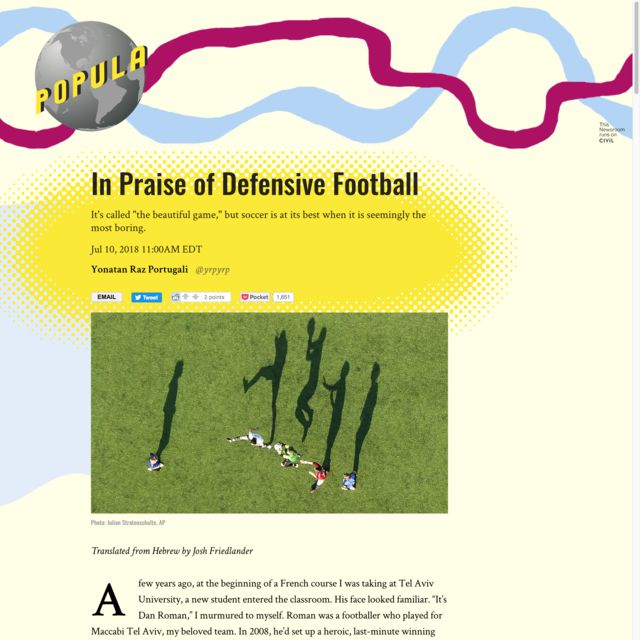 POPULA
This
Newsroom
runs on
CIVIL
In Praise of Defensive Football
It's called "the beautiful game," but soccer is at its best when it is seemingly the
most boring.
Jul 10, 2018 11:00AM EDT
Yonatan Raz Portugali @yrpyrp
EMAIL Tweet 2 points Pocket 1,651
Photo: Julian Stratenschulte, AP
Translated from Hebrew by Josh Friedlander
A few years ago, at the beginning of a French course I was taking at Tel Aviv
University, a new student entered the classroom. His face looked familiar. “It’s
Dan Roman,” I murmured to myself. Roman was a footballer who played for
Maccabi Tel Aviv, my beloved team. In 2008, he’d set up a heroic, last-minute winning